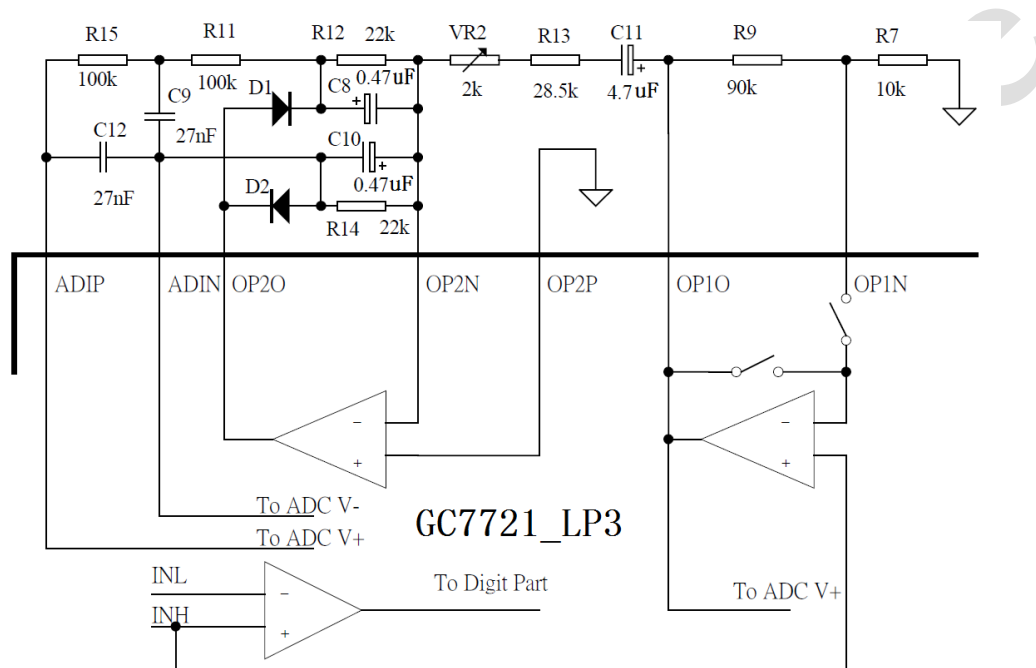 R15 R11 R12 22k VR2 R13 C11 R9 R7
100k 100k 0.47uF 2k 28.5k 4.7uF 90k 10k
C9 D1 C8 +
27nF
C12 C10
27nF 0.47uF
D2
R14 22k
ADIP ADIN OP2O OP2N OP2P OP1O OP1N
− −
+ +
To ADC V-
To ADC V+
GC7721_LP3
INL To Digit Part To ADC V+
INH
−
+